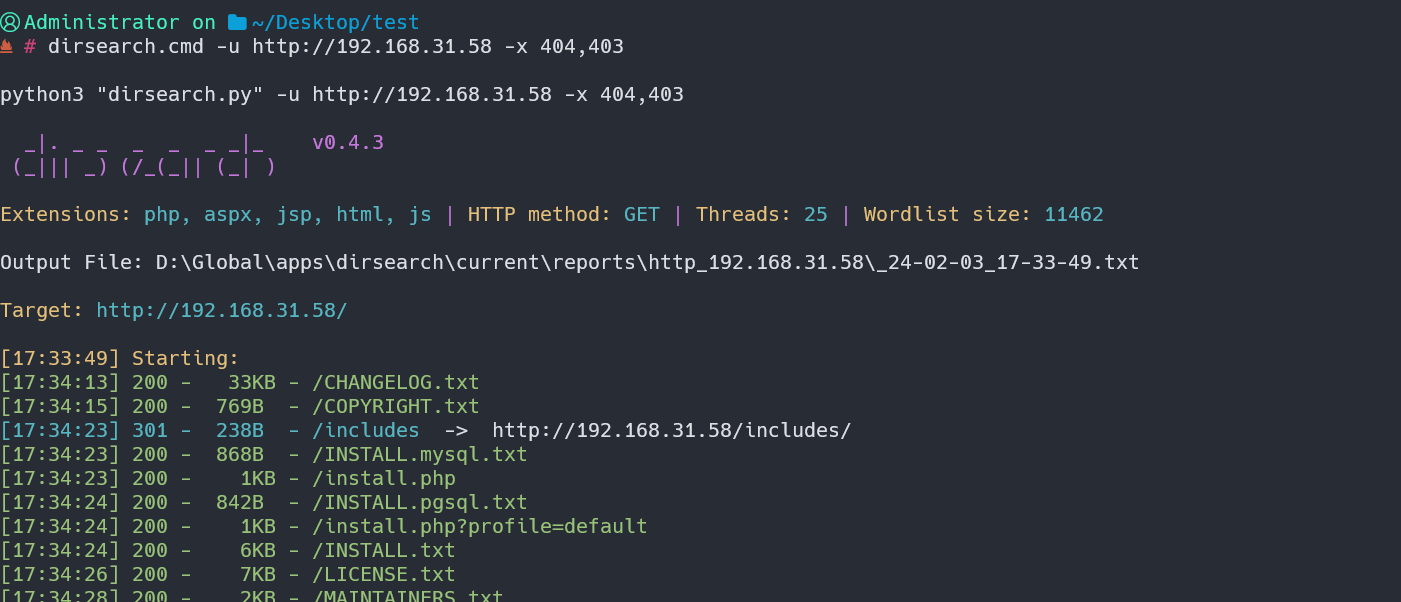 Administrator on ~/Desktop/test
# dirsearch.cmd -u http://192.168.31.58 -x 404,403
python3 "dirsearch.py" -u http://192.168.31.58 -x 404,403
  _|. _ _  _  _  _ _|_    v0.4.3
 (_||| _) (/_(_|| (_| )
Extensions: php, aspx, jsp, html, js | HTTP method: GET | Threads: 25 | Wordlist size: 11462
Output File: D:\Global\apps\dirsearch\current\reports\http_192.168.31.58\_24-02-03_17-33-49.txt
Target: http://192.168.31.58/
[17:33:49] Starting:
[17:34:13] 200 -   33KB - /CHANGELOG.txt
[17:34:15] 200 -  769B  - /COPYRIGHT.txt
[17:34:23] 301 -  238B  - /includes  ->  http://192.168.31.58/includes/
[17:34:23] 200 -  868B  - /INSTALL.mysql.txt
[17:34:23] 200 -    1KB - /install.php
[17:34:24] 200 -  842B  - /INSTALL.pgsql.txt
[17:34:24] 200 -    1KB - /install.php?profile=default
[17:34:24] 200 -    6KB - /INSTALL.txt
[17:34:26] 200 -    7KB - /LICENSE.txt
[17:34:28] 200 -    2KB - /MAINTAINERS.txt